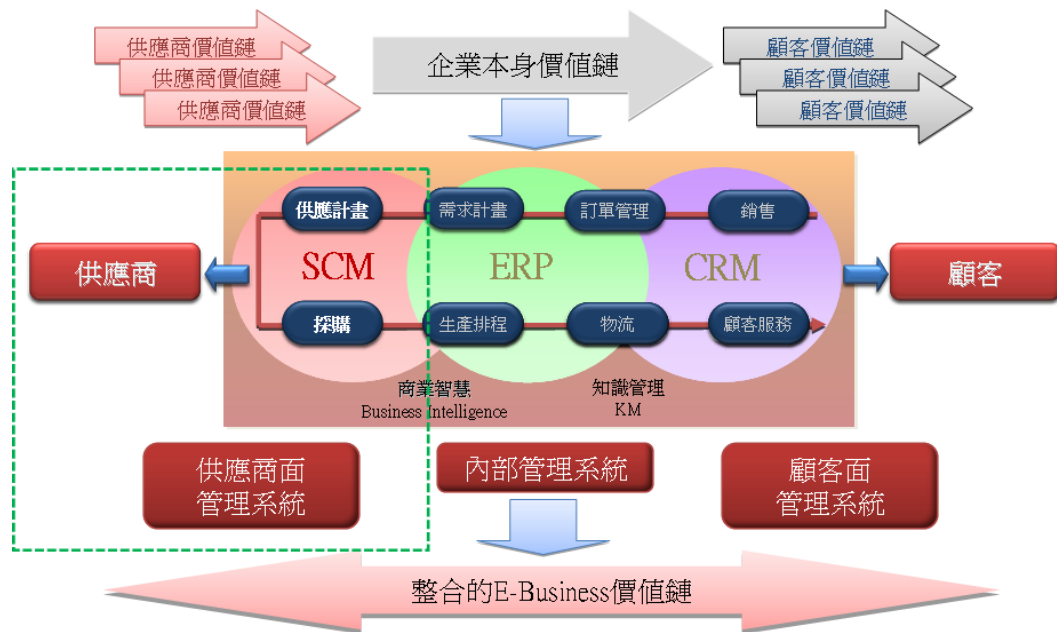 供應商價值鏈
供應商價值鏈
供應商價值鏈
企業本身價值鏈
顧客價值鏈
顧客價值鏈
顧客價值鏈
供應計畫
需求計畫
訂單管理
銷售
供應商
SCM
ERP
CRM
顧客
採購
生產排程
物流
顧客服務
商業智慧
Business Intelligence
知識管理
KM
供應商面
管理系統
內部管理系統
顧客面
管理系統
整合的E-Business價值鏈